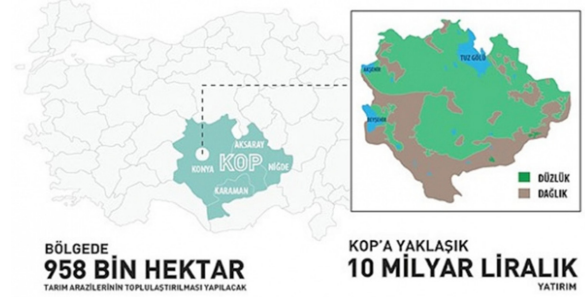 TUZ GÖLÜ
AKŞEHİR
BEYŞEHİR
AKSARAY
KOP
KONYA
NİĞDE
KARAMAN
DÜZLÜK
DAĞLIK
BÖLGEDE
958 BİN HEKTAR
TARIM ARAZİLERİNİN TOPLULAŞTIRILMASI YAPILACAK
KOP'A YAKLAŞIK
10 MİLYAR LİRALIK
YATIRIM